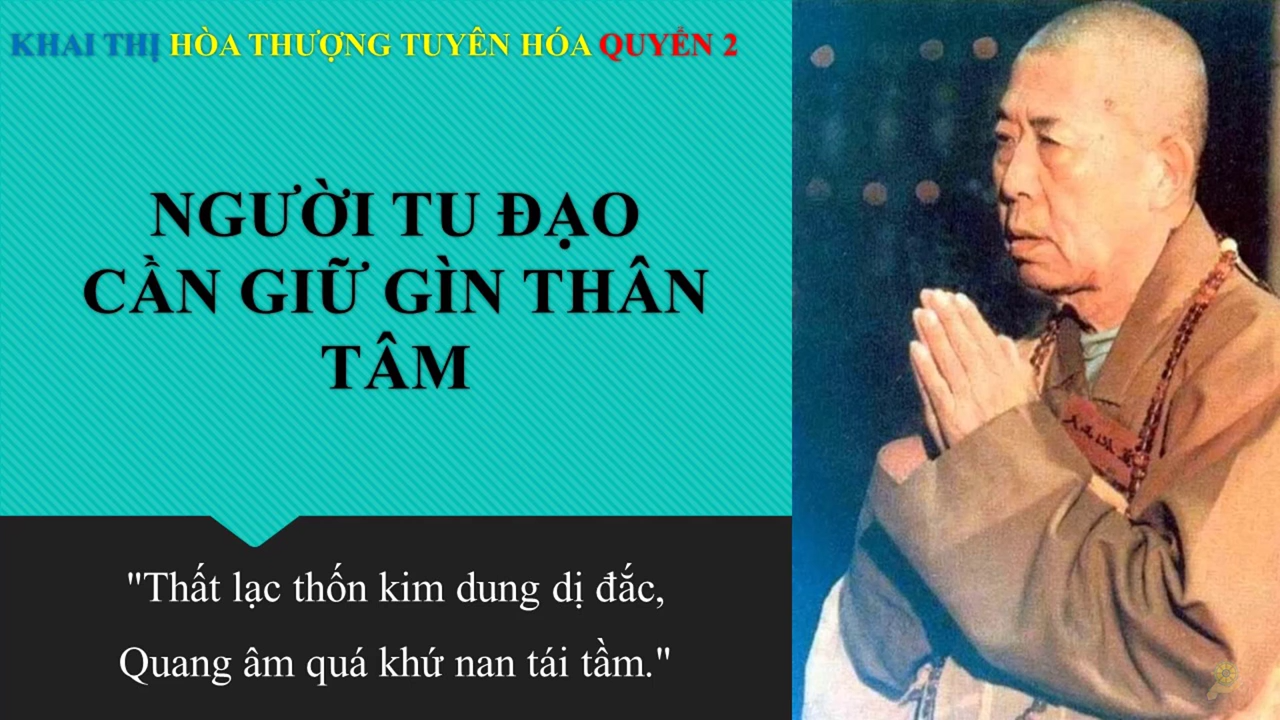 KHAI THỊ HÒA THƯỢNG TUYÊN HÓA QUYỂN 2
NGƯỜI TU ĐẠO
CẦN GIỮ GÌN THÂN
TÂM
"Thất lạc thốn kim dung dị đắc,
Quang âm quá khứ nan tái tầm."